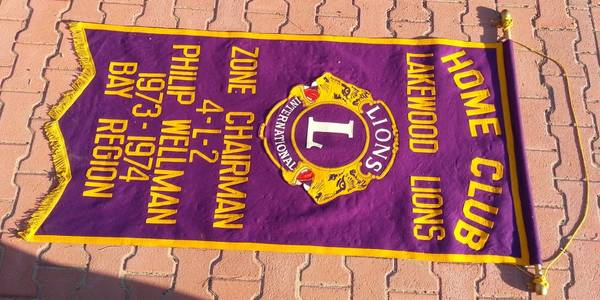 HOME CLUB
LAKEWOOD LIONS
LIONS
L
INTERNATIONAL
ZONE CHAIRMAN
4-L-2
PHILIP WELLMAN
1973-1974
BAY REGION